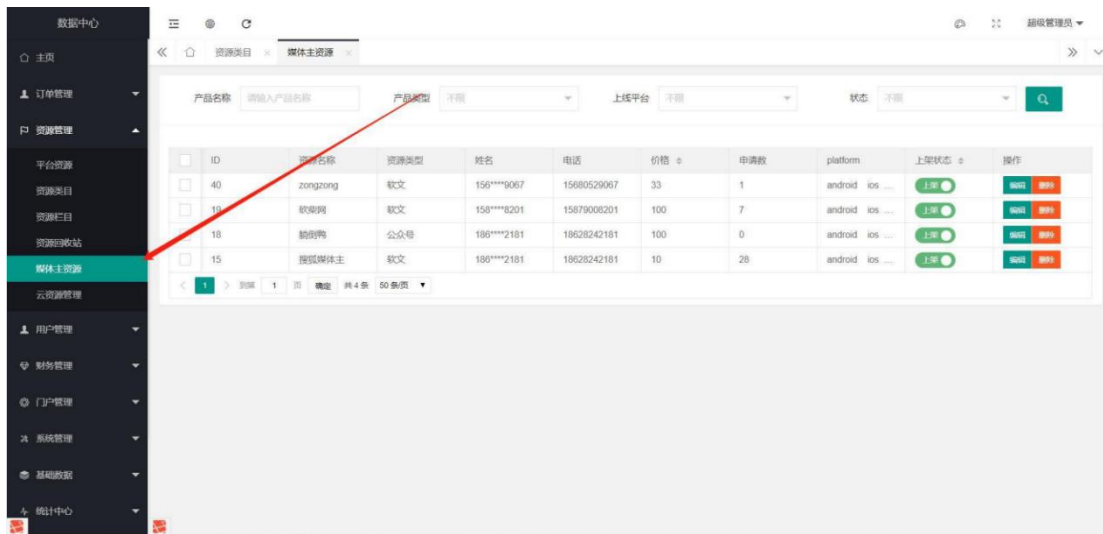 数据中心
超级管理员
主页
资源类目 ×
媒体主资源 ×
订单管理
产品名称 请输入产品名称 产品类型 不限 上线平台 不限 状态 不限
资源管理
平台资源
资源类目
资源栏目
资源回收站
媒体主资源
云资源管理
用户管理
财务管理
门户管理
系统管理
基础数据
统计中心
ID 资源名称 资源类型 姓名 电话 价格 申请数 platform 上架状态 操作
40 zongzong 软文 156****9067 15680529067 33 1 android ios ... 上架 编辑 删除
19 软柴网 软文 158****8201 15879008201 100 7 android ios ... 上架 编辑 删除
18 躺倒鸭 公众号 186****2181 18628242181 100 0 android ios ... 上架 编辑 删除
15 搜狐媒体主 软文 186****2181 18628242181 10 28 android ios ... 上架 编辑 删除
1 到第 1 页 确定 共 4 条 50 条/页